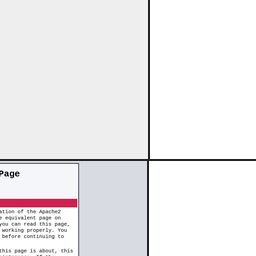 Page
ation of the Apache2
e equivalent page on
you can read this page,
working properly. You
before continuing to
this page is about, this